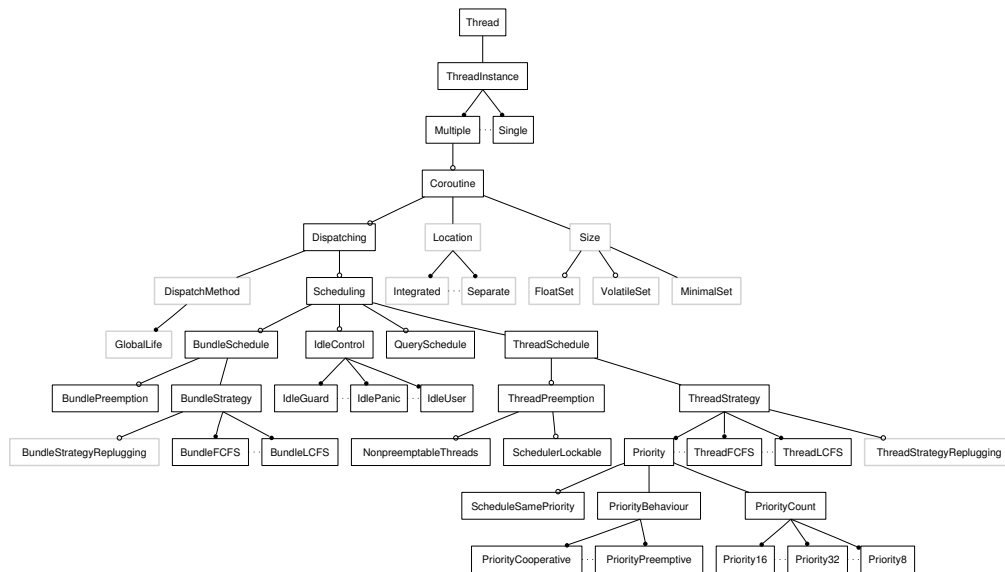 Thread
ThreadInstance
Multiple
Single
Coroutine
Dispatching
Location
Size
DispatchMethod
Scheduling
Integrated
Separate
FloatSet
VolatileSet
MinimalSet
GlobalLife
BundleSchedule
IdleControl
QuerySchedule
ThreadSchedule
BundlePreemption
BundleStrategy
IdleGuard
IdlePanic
IdleUser
ThreadPreemption
ThreadStrategy
BundleStrategyReplugging
BundleFCFS
BundleLCFS
NonpreemptableThreads
SchedulerLockable
Priority
ThreadFCFS
ThreadLCFS
ThreadStrategyReplugging
ScheduleSamePriority
PriorityBehaviour
PriorityCount
PriorityCooperative
PriorityPreemptive
Priority16
Priority32
Priority8